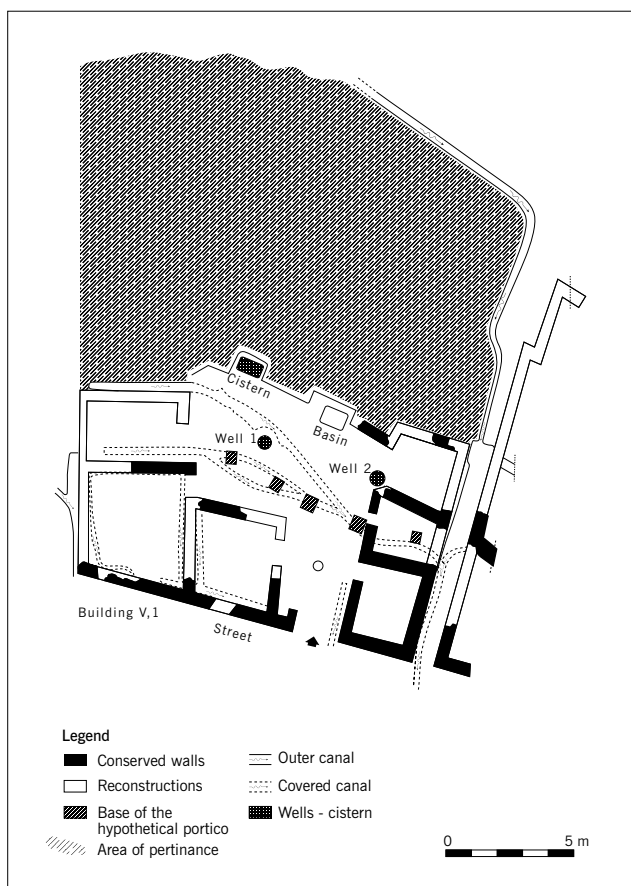 Cistern
Basin
Well 1
Well 2
Building V,1
Street
Legend
Conserved walls
Reconstructions
Base of the
hypothetical portico
Area of pertinance
Outer canal
Covered canal
Wells - cistern
0 5 m